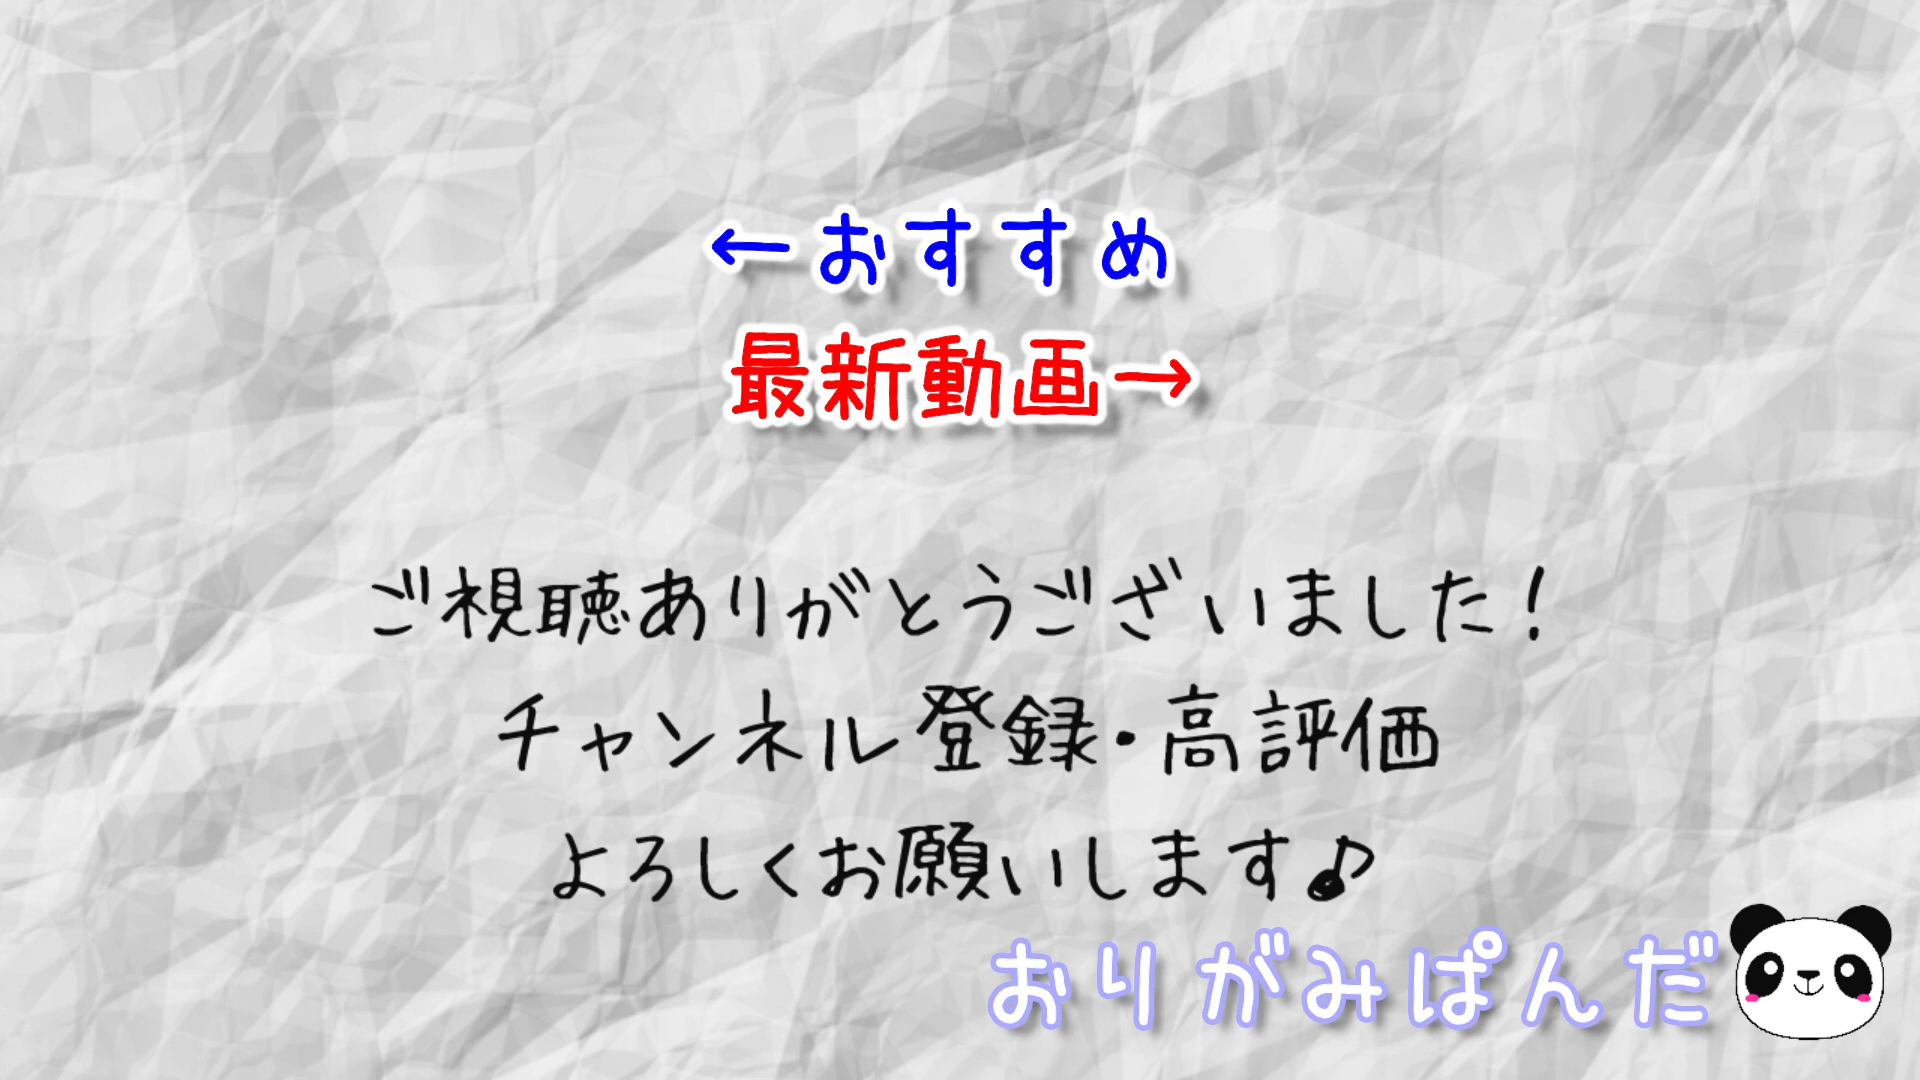 ←おすすめ
最新動画→
ご視聴ありがとうございました！
チャンネル登録・高評価
よろしくお願いします♪
おりがみぱんだ